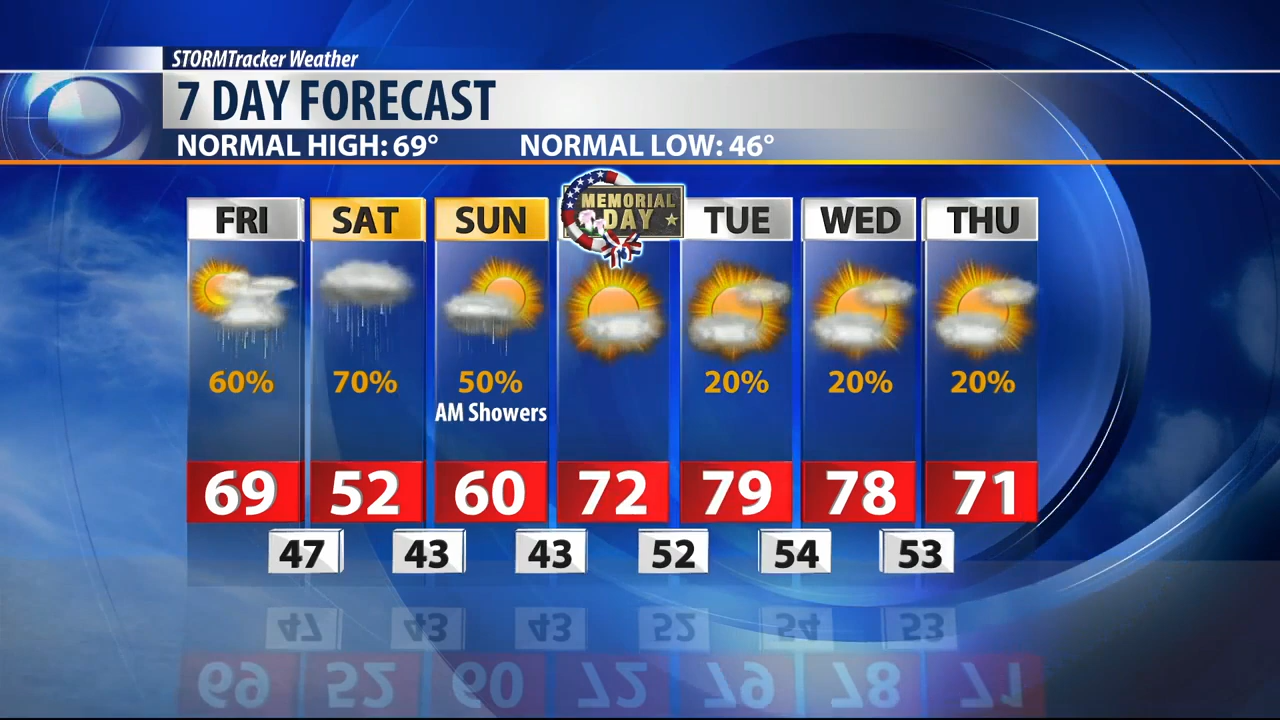 STORMTracker Weather
7 DAY FORECAST
NORMAL HIGH: 69° NORMAL LOW: 46°
FRI SAT SUN MEMORIAL DAY TUE WED THU
60% 70% 50% 20% 20% 20%
AM Showers
69 52 60 72 79 78 71
47 43 43 52 54 53